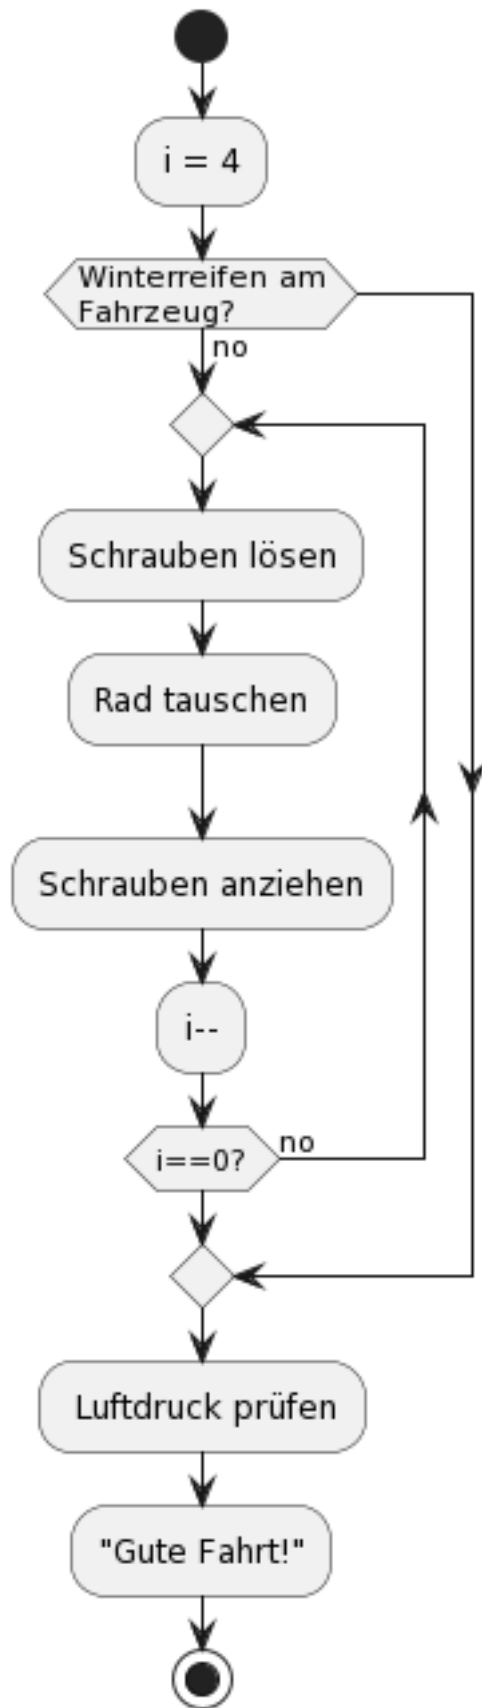 i = 4
Winterreifen am
Fahrzeug?
no
Schrauben lösen
Rad tauschen
Schrauben anziehen
i--
i==0?
no
Luftdruck prüfen
"Gute Fahrt!"